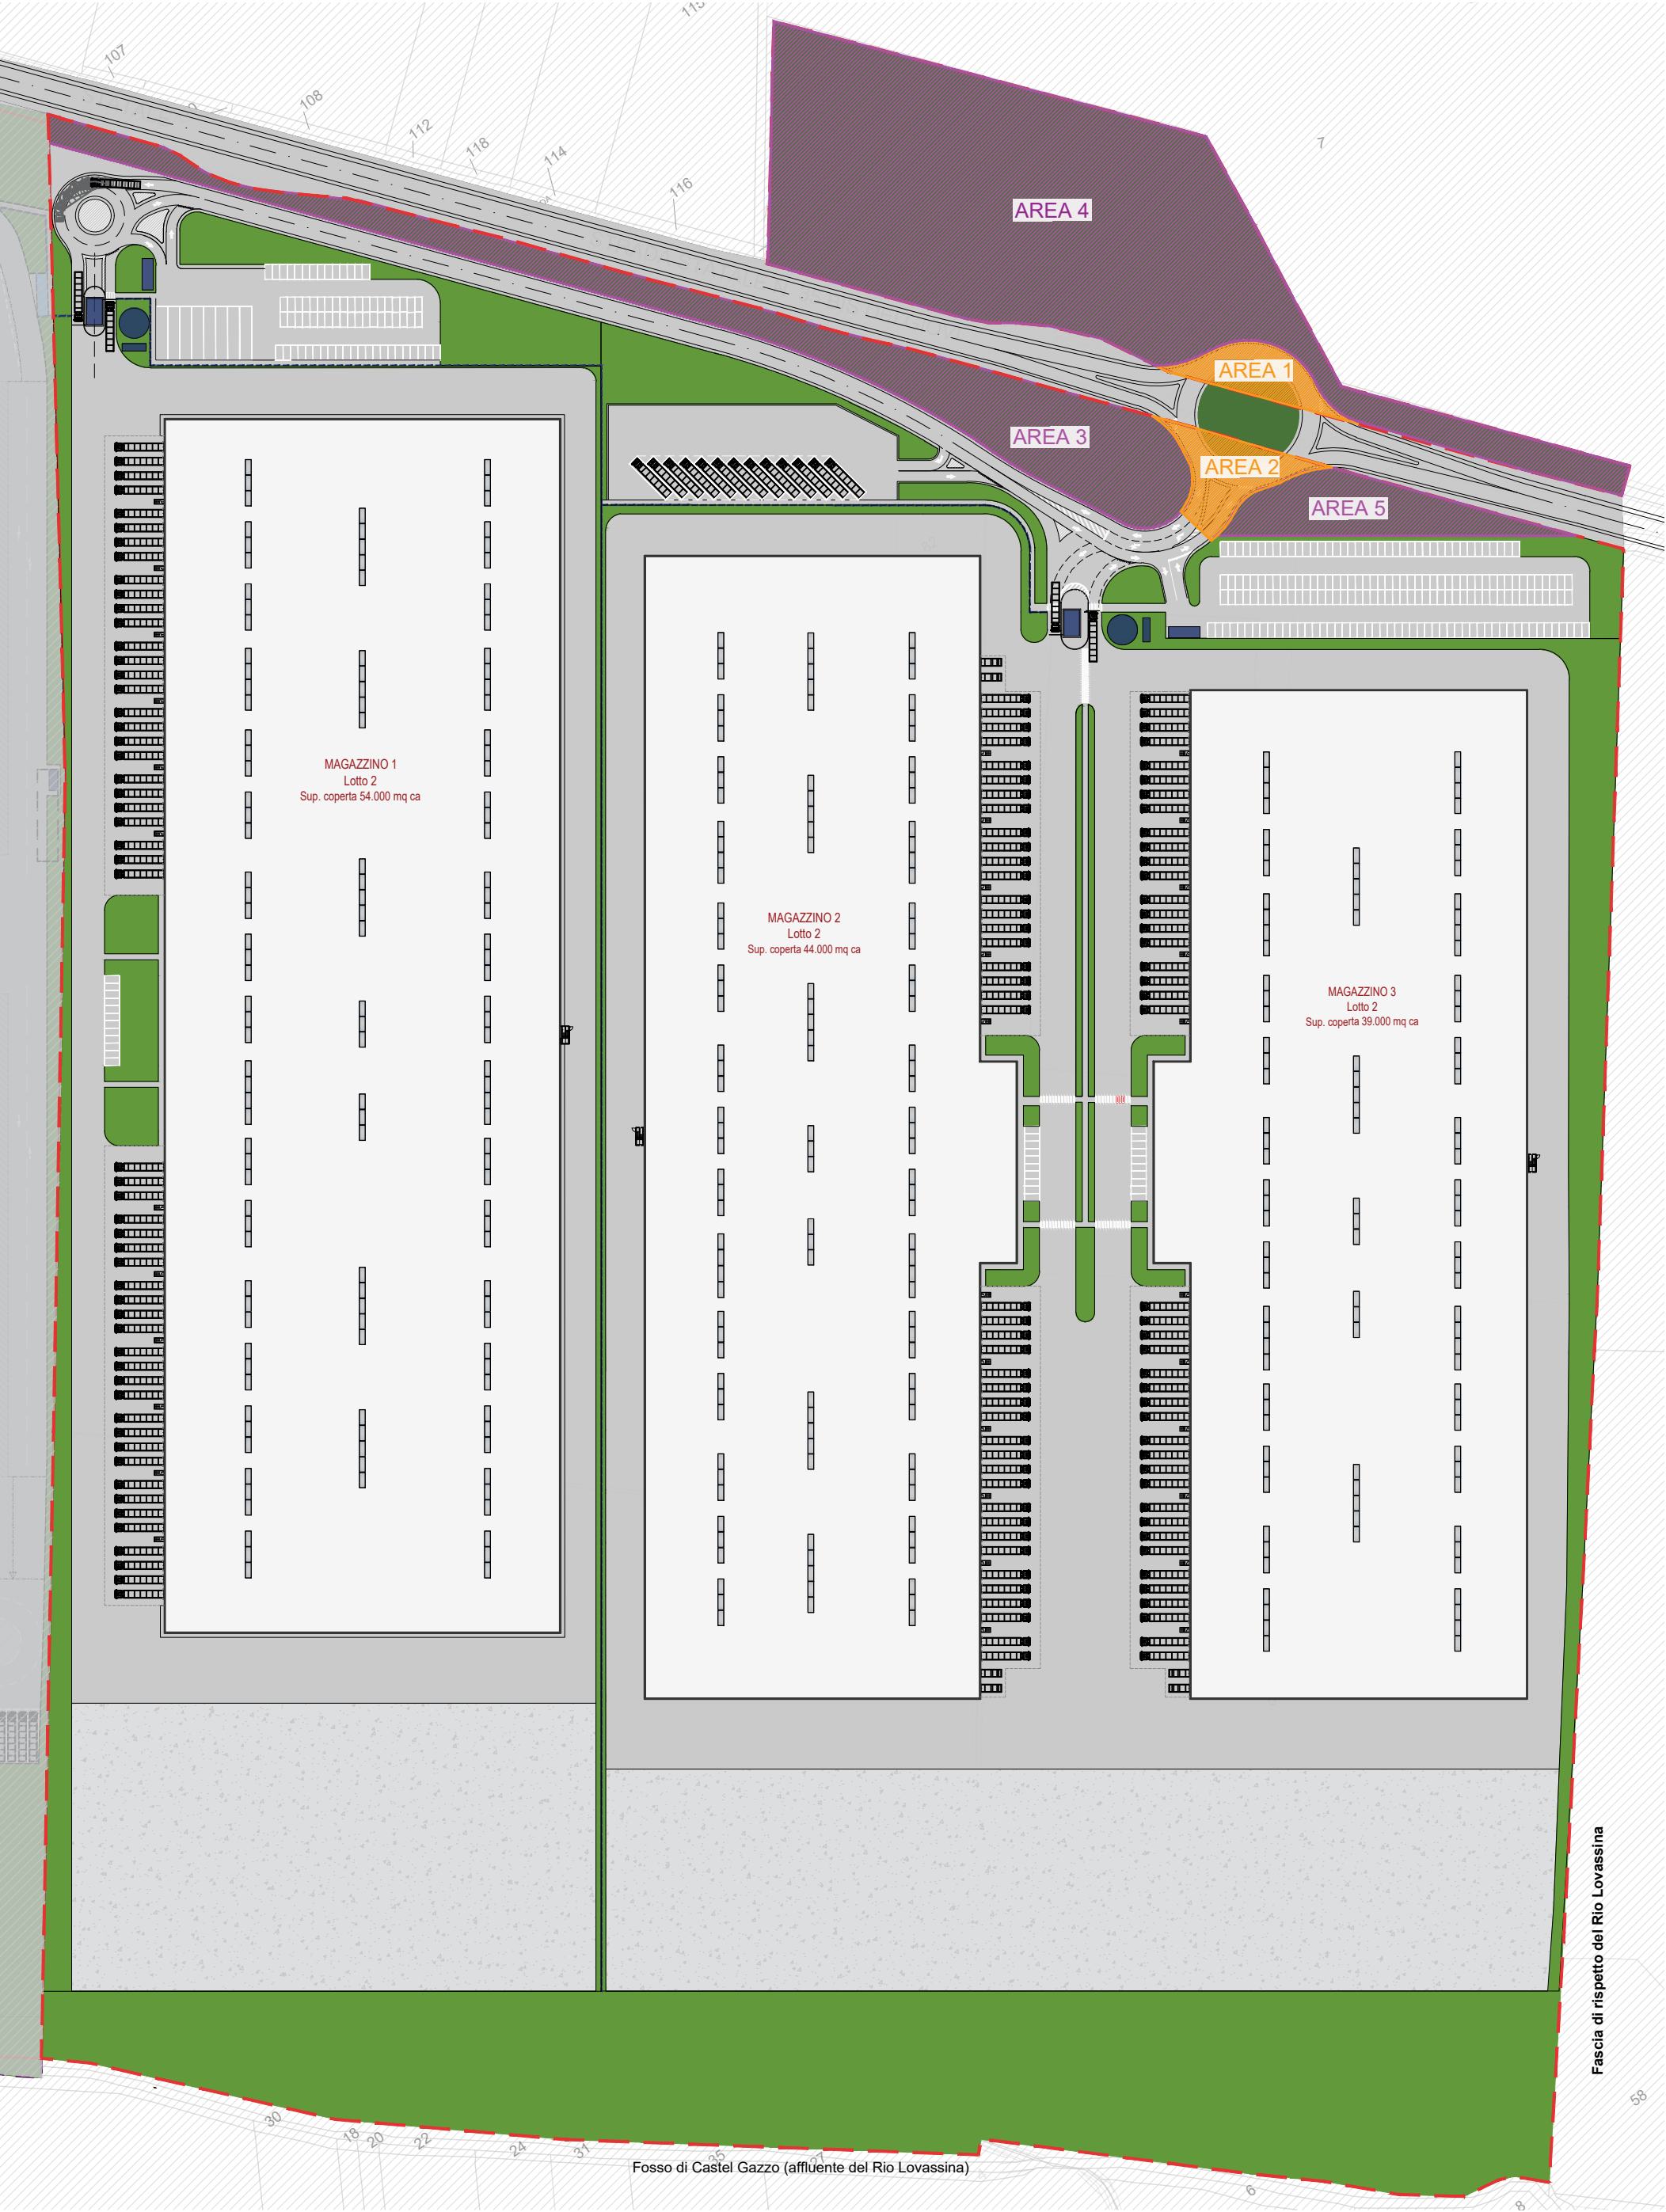 115
107
108
112
118
114
116
7
AREA 4
AREA 1
AREA 3
AREA 2
AREA 5
MAGAZZINO 1
Lotto 2
Sup. coperta 54.000 mq ca
MAGAZZINO 2
Lotto 2
Sup. coperta 44.000 mq ca
MAGAZZINO 3
Lotto 2
Sup. coperta 39.000 mq ca
Fascia di rispetto del Rio Lovassina
58
30
18
20
22
24
31
35
27
Fosso di Castel Gazzo (affluente del Rio Lovassina)
6
8